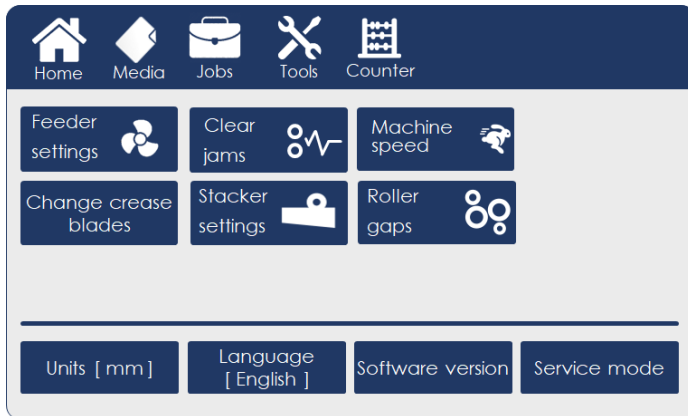 Home Media Jobs Tools Counter
Feeder
settings
Clear
jams
Machine
speed
Change crease
blades
Stacker
settings
Roller
gaps
Units [ mm ]
Language
[ English ]
Software version
Service mode